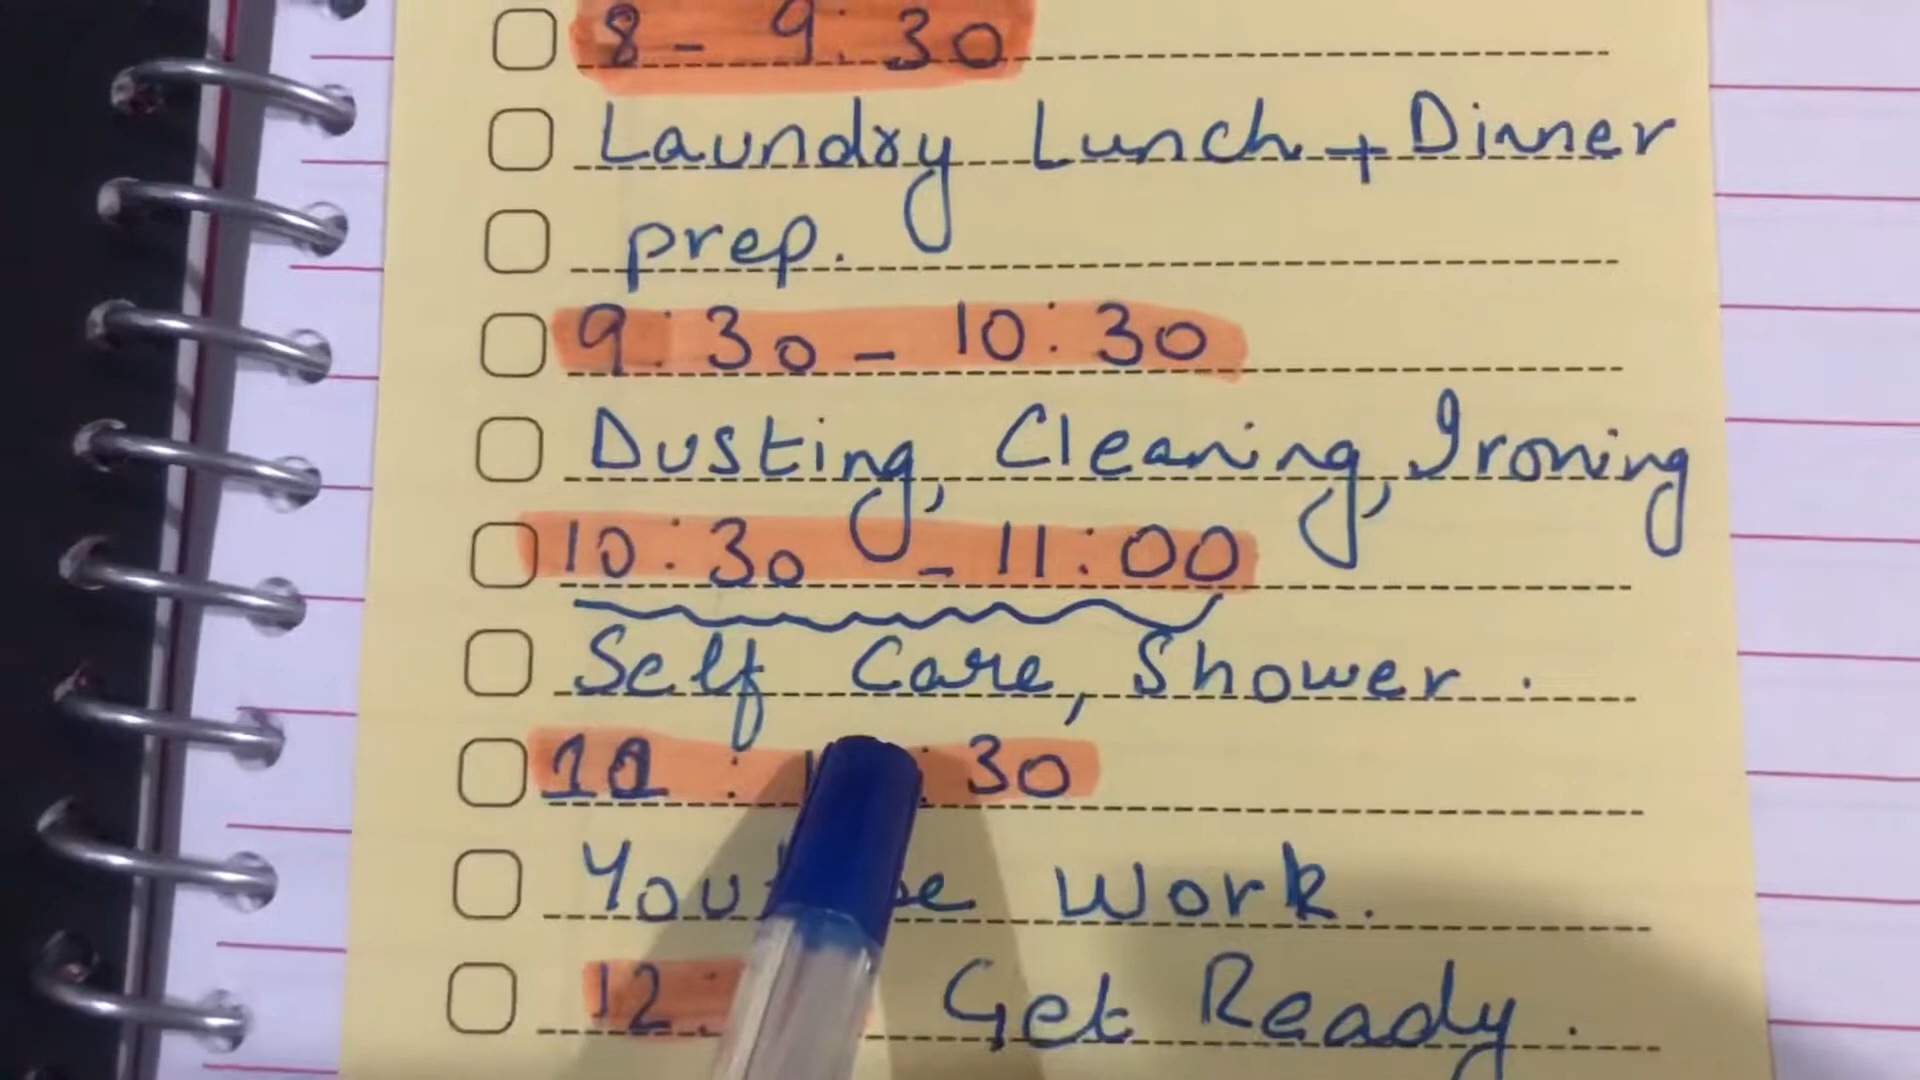 8 - 9:30
Laundry Lunch + Dinner
prep.
9:30 - 10:30
Dusting, Cleaning, Ironing
10:30 - 11:00
Self Care, Shower.
11 : 30
Work.
12: Get Ready.